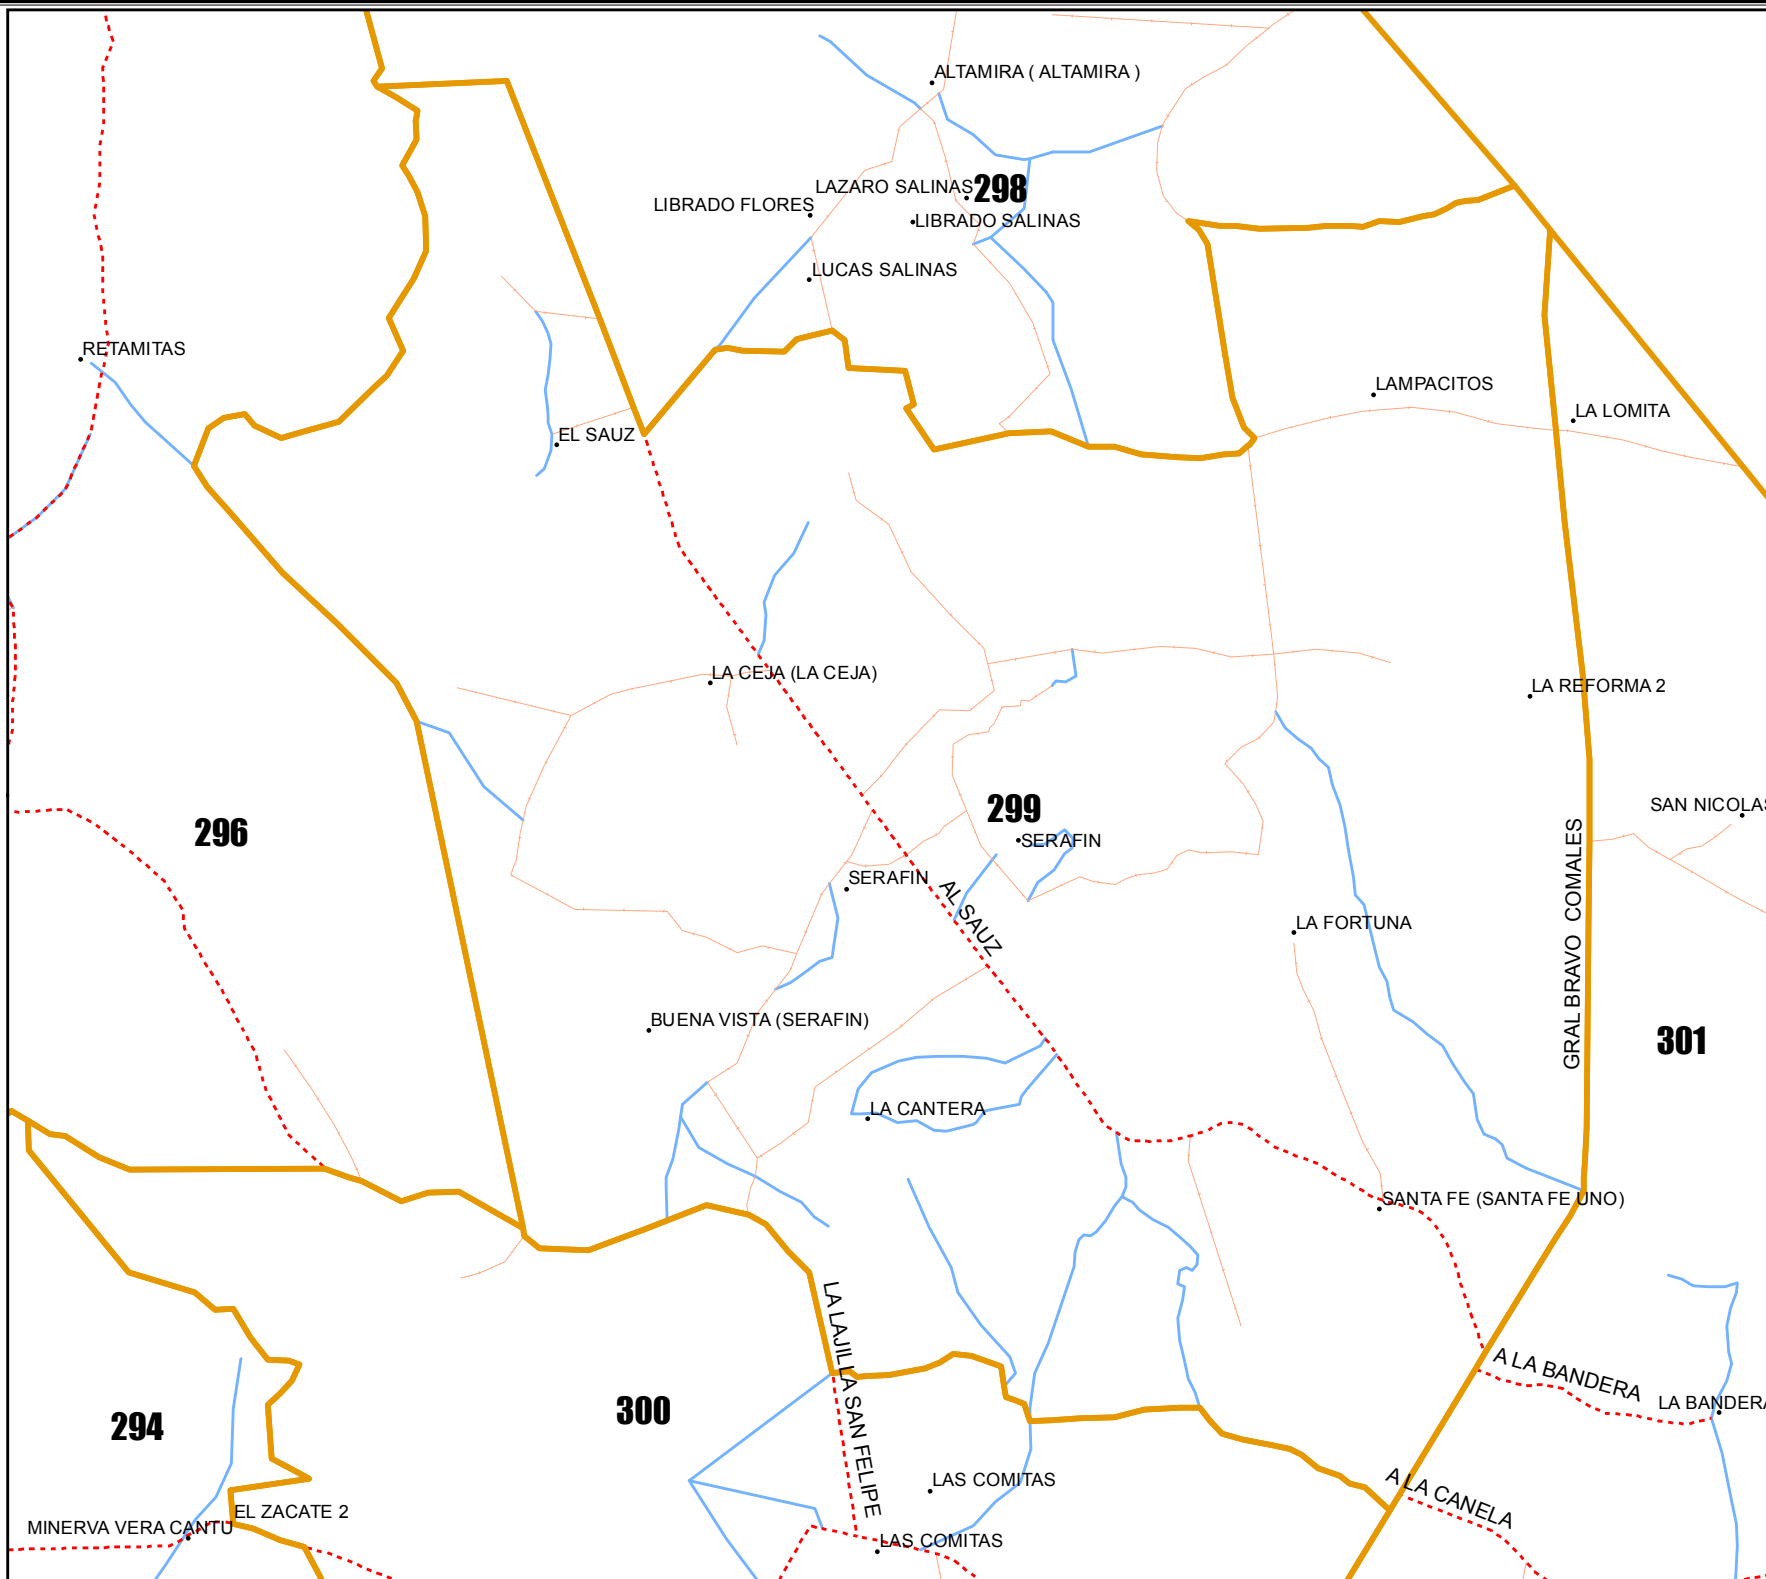 ALTAMIRA ( ALTAMIRA )
LAZARO SALINAS
298
LIBRADO FLORES
LIBRADO SALINAS
LUCAS SALINAS
RETAMITAS
LAMPACITOS
LA LOMITA
EL SAUZ
LA CEJA (LA CEJA)
LA REFORMA 2
SAN NICOLAS
299
296
SERAFIN
SERAFIN
AL SAUZ
LA FORTUNA
GRAL BRAVO COMALES
BUENA VISTA (SERAFIN)
301
LA CANTERA
SANTA FE (SANTA FE UNO)
LA LAJILLA SAN FELIPE
A LA BANDERA
LA BANDERA
300
294
LAS COMITAS
A LA CANELA
EL ZACATE 2
MINERVA VERA CANTU
LAS COMITAS